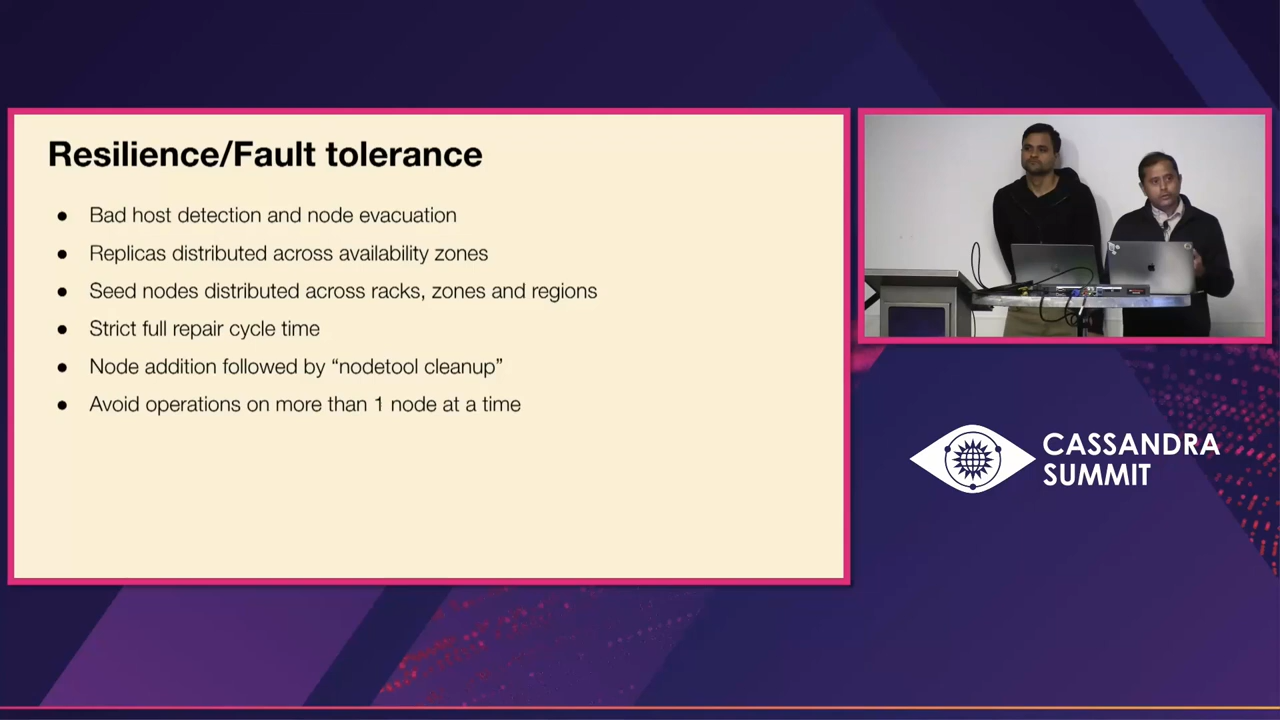 Resilience/Fault tolerance
● Bad host detection and node evacuation
● Replicas distributed across availability zones
● Seed nodes distributed across racks, zones and regions
● Strict full repair cycle time
● Node addition followed by “nodetool cleanup”
● Avoid operations on more than 1 node at a time
CASSANDRA
SUMMIT